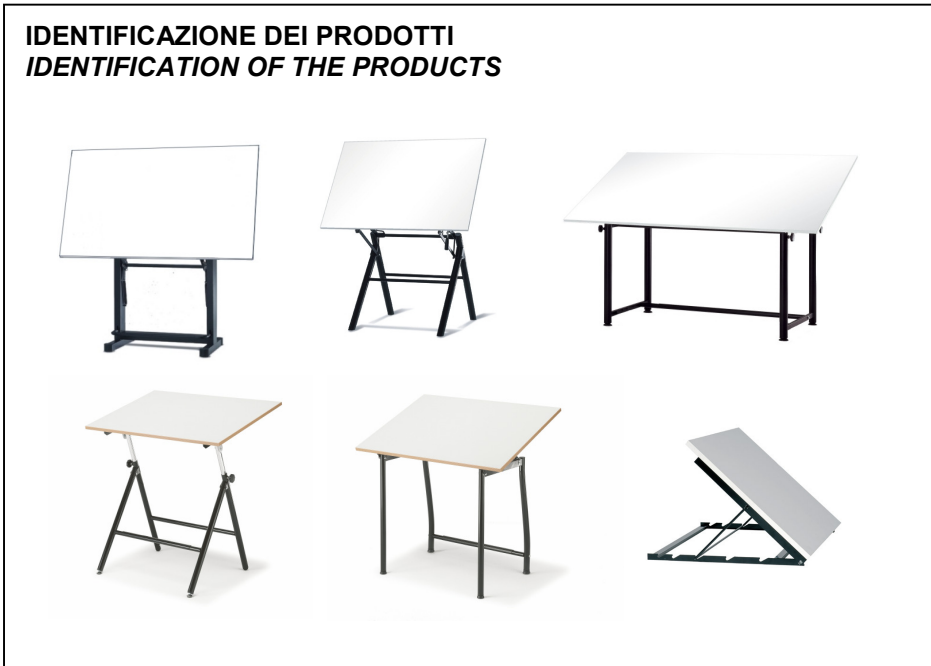 IDENTIFICAZIONE DEI PRODOTTI
IDENTIFICATION OF THE PRODUCTS